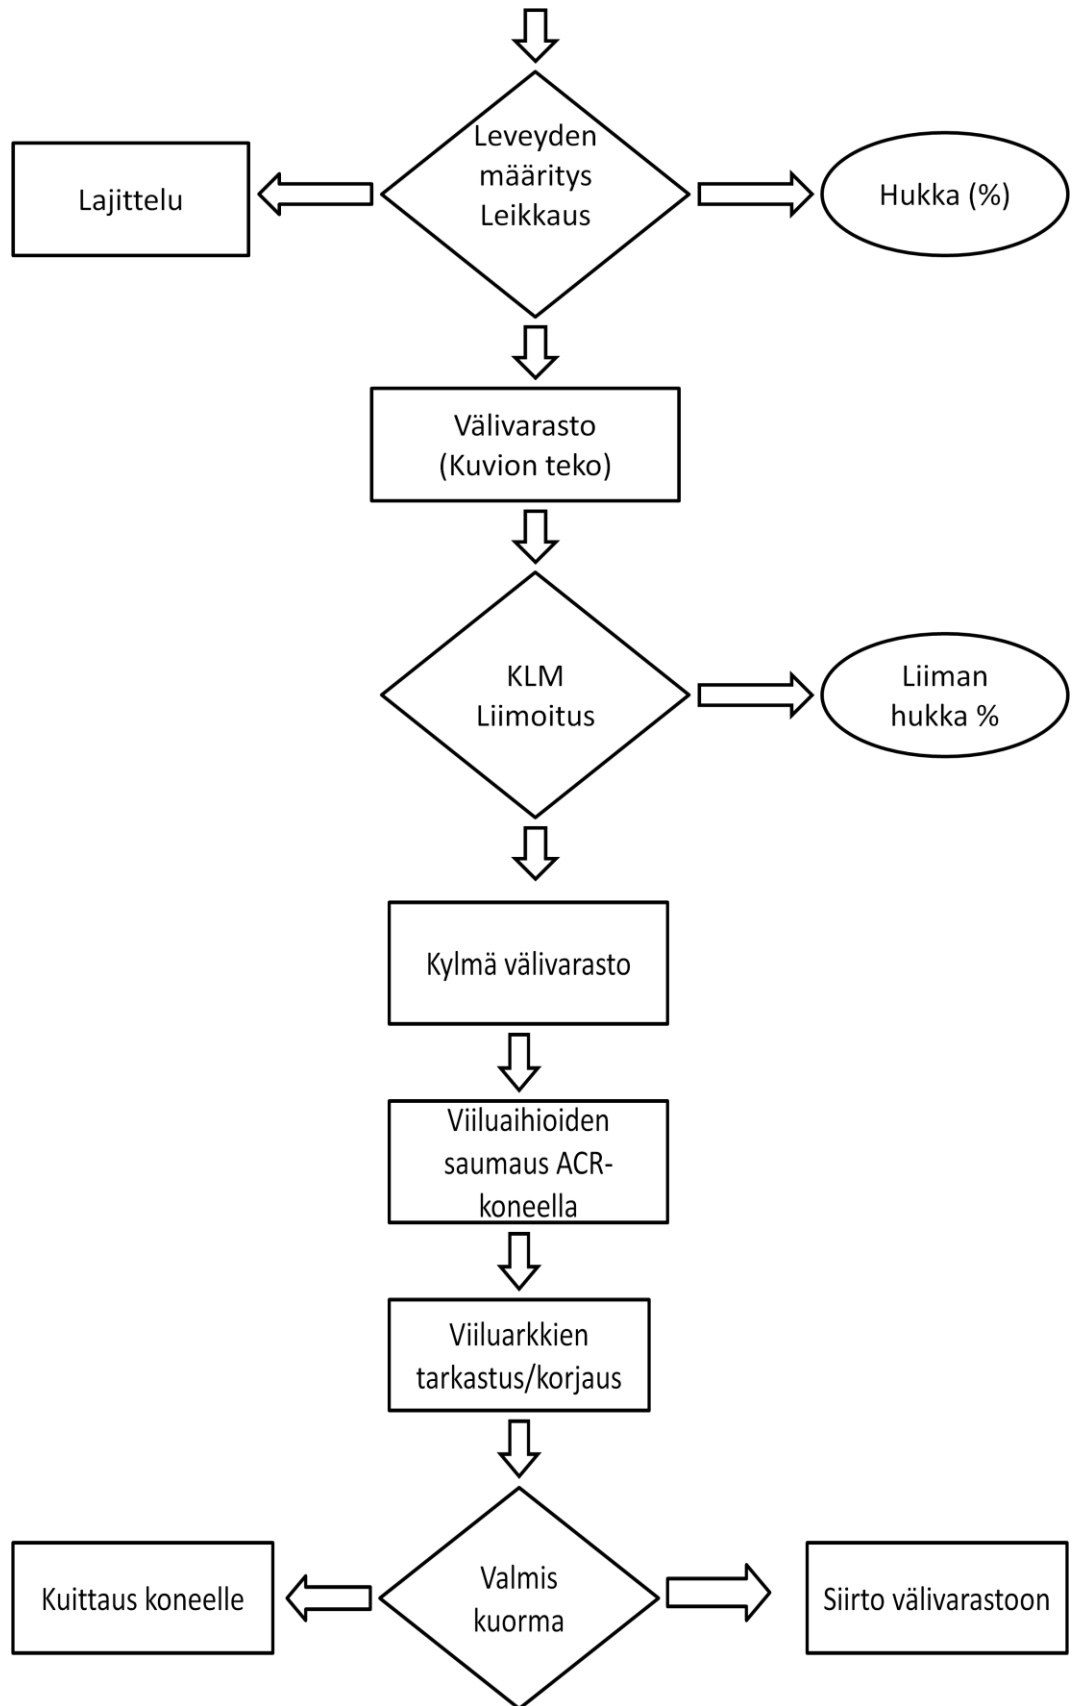 Leveyden
määritys
Leikkaus
Lajittelu
Hukka (%)
Välivarasto
(Kuvion teko)
KLM
Liimoitus
Liiman
hukka %
Kylmä välivarasto
Viiluaihioiden
saumaus ACR-
koneella
Viiluarkkien
tarkastus/korjaus
Valmis
kuorma
Kuittaus koneelle
Siirto välivarastoon